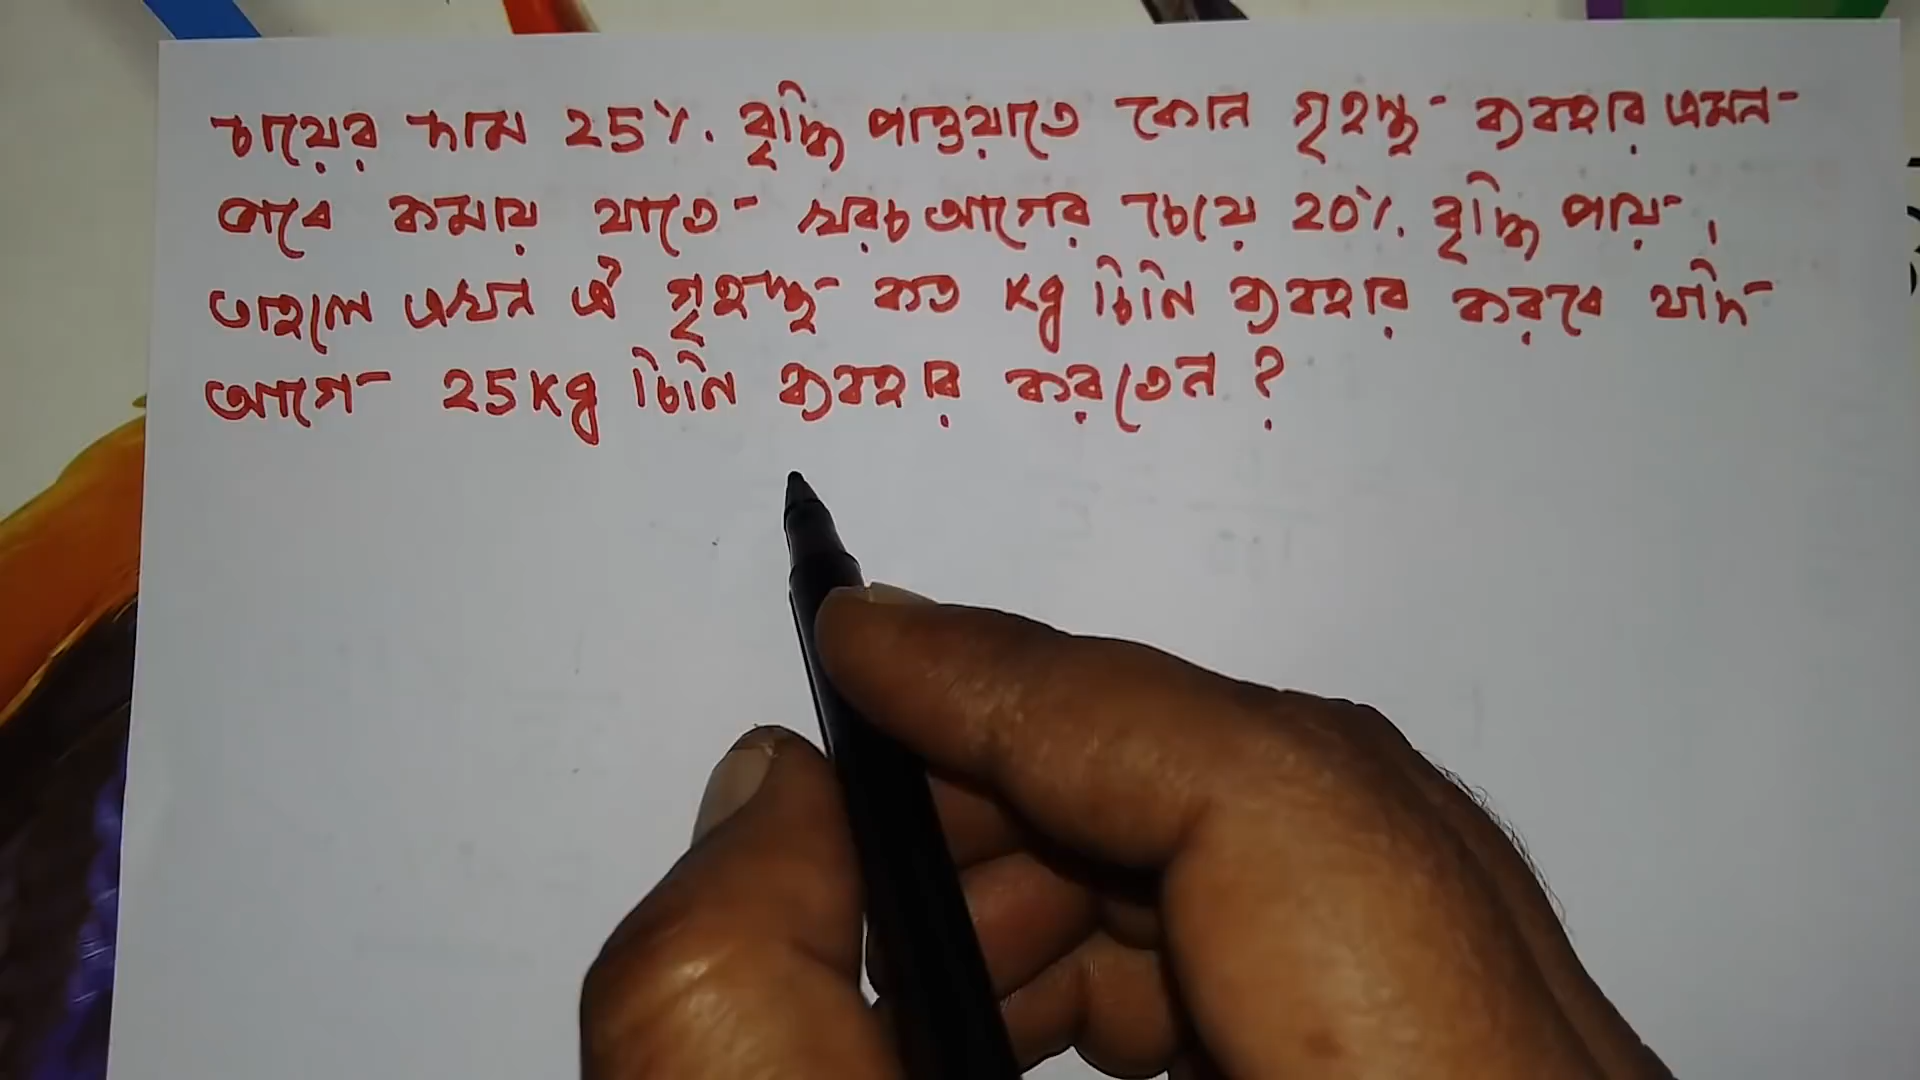 চায়ের দাম 25%. বৃদ্ধি পাওয়াতে কোন গৃহস্থ ব্যবহার এমন-
ভাবে কমায় যাতে খরচ আগের চেয়ে 20%. বৃদ্ধি পায়,
তাহলে এখন ঐ গৃহস্থ কত Kg চিনি ব্যবহার করবে যদি
আগে 25Kg চিনি ব্যবহার করতেন ?